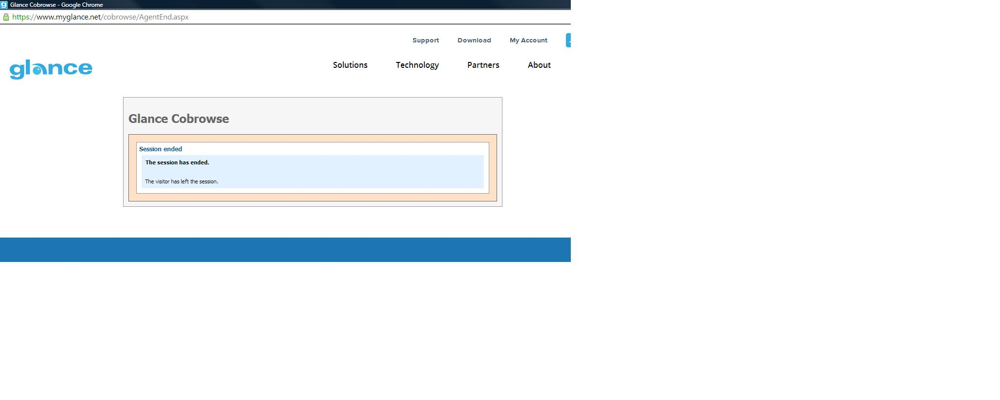 Glance Cobrowse - Google Chrome
https://www.myglance.net/cobrowse/AgentEnd.aspx
Support Download My Account
glance
Solutions Technology Partners About
Glance Cobrowse
Session ended
The session has ended.
The visitor has left the session.